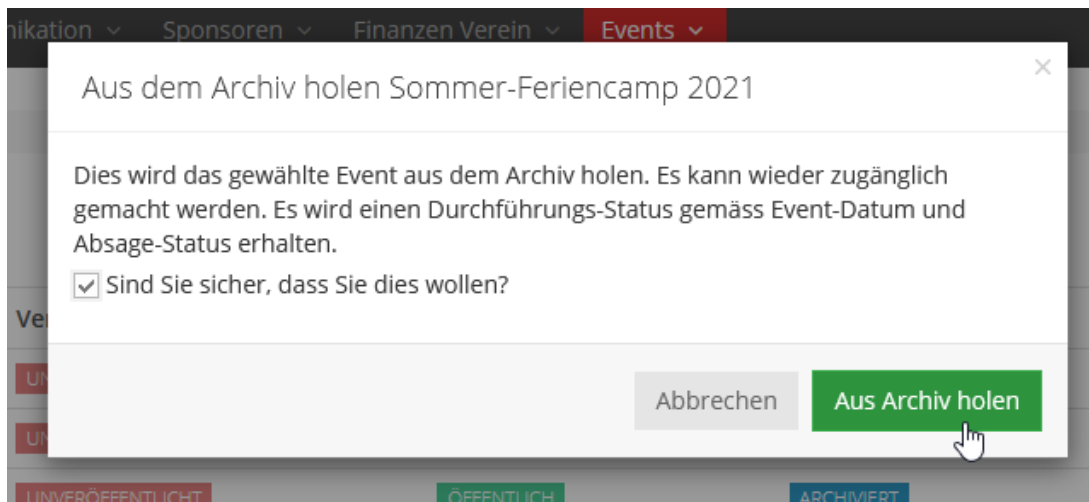 Sponsoren
Finanzen Verein
Events
Aus dem Archiv holen Sommer-Feriencamp 2021
Dies wird das gewählte Event aus dem Archiv holen. Es kann wieder zugänglich
gemacht werden. Es wird einen Durchführungs-Status gemäss Event-Datum und
Absage-Status erhalten.
Sind Sie sicher, dass Sie dies wollen?
Abbrechen
Aus Archiv holen
UNVERÖFFENTLICHT
ÖFFENTLICH
ARCHIVIERT